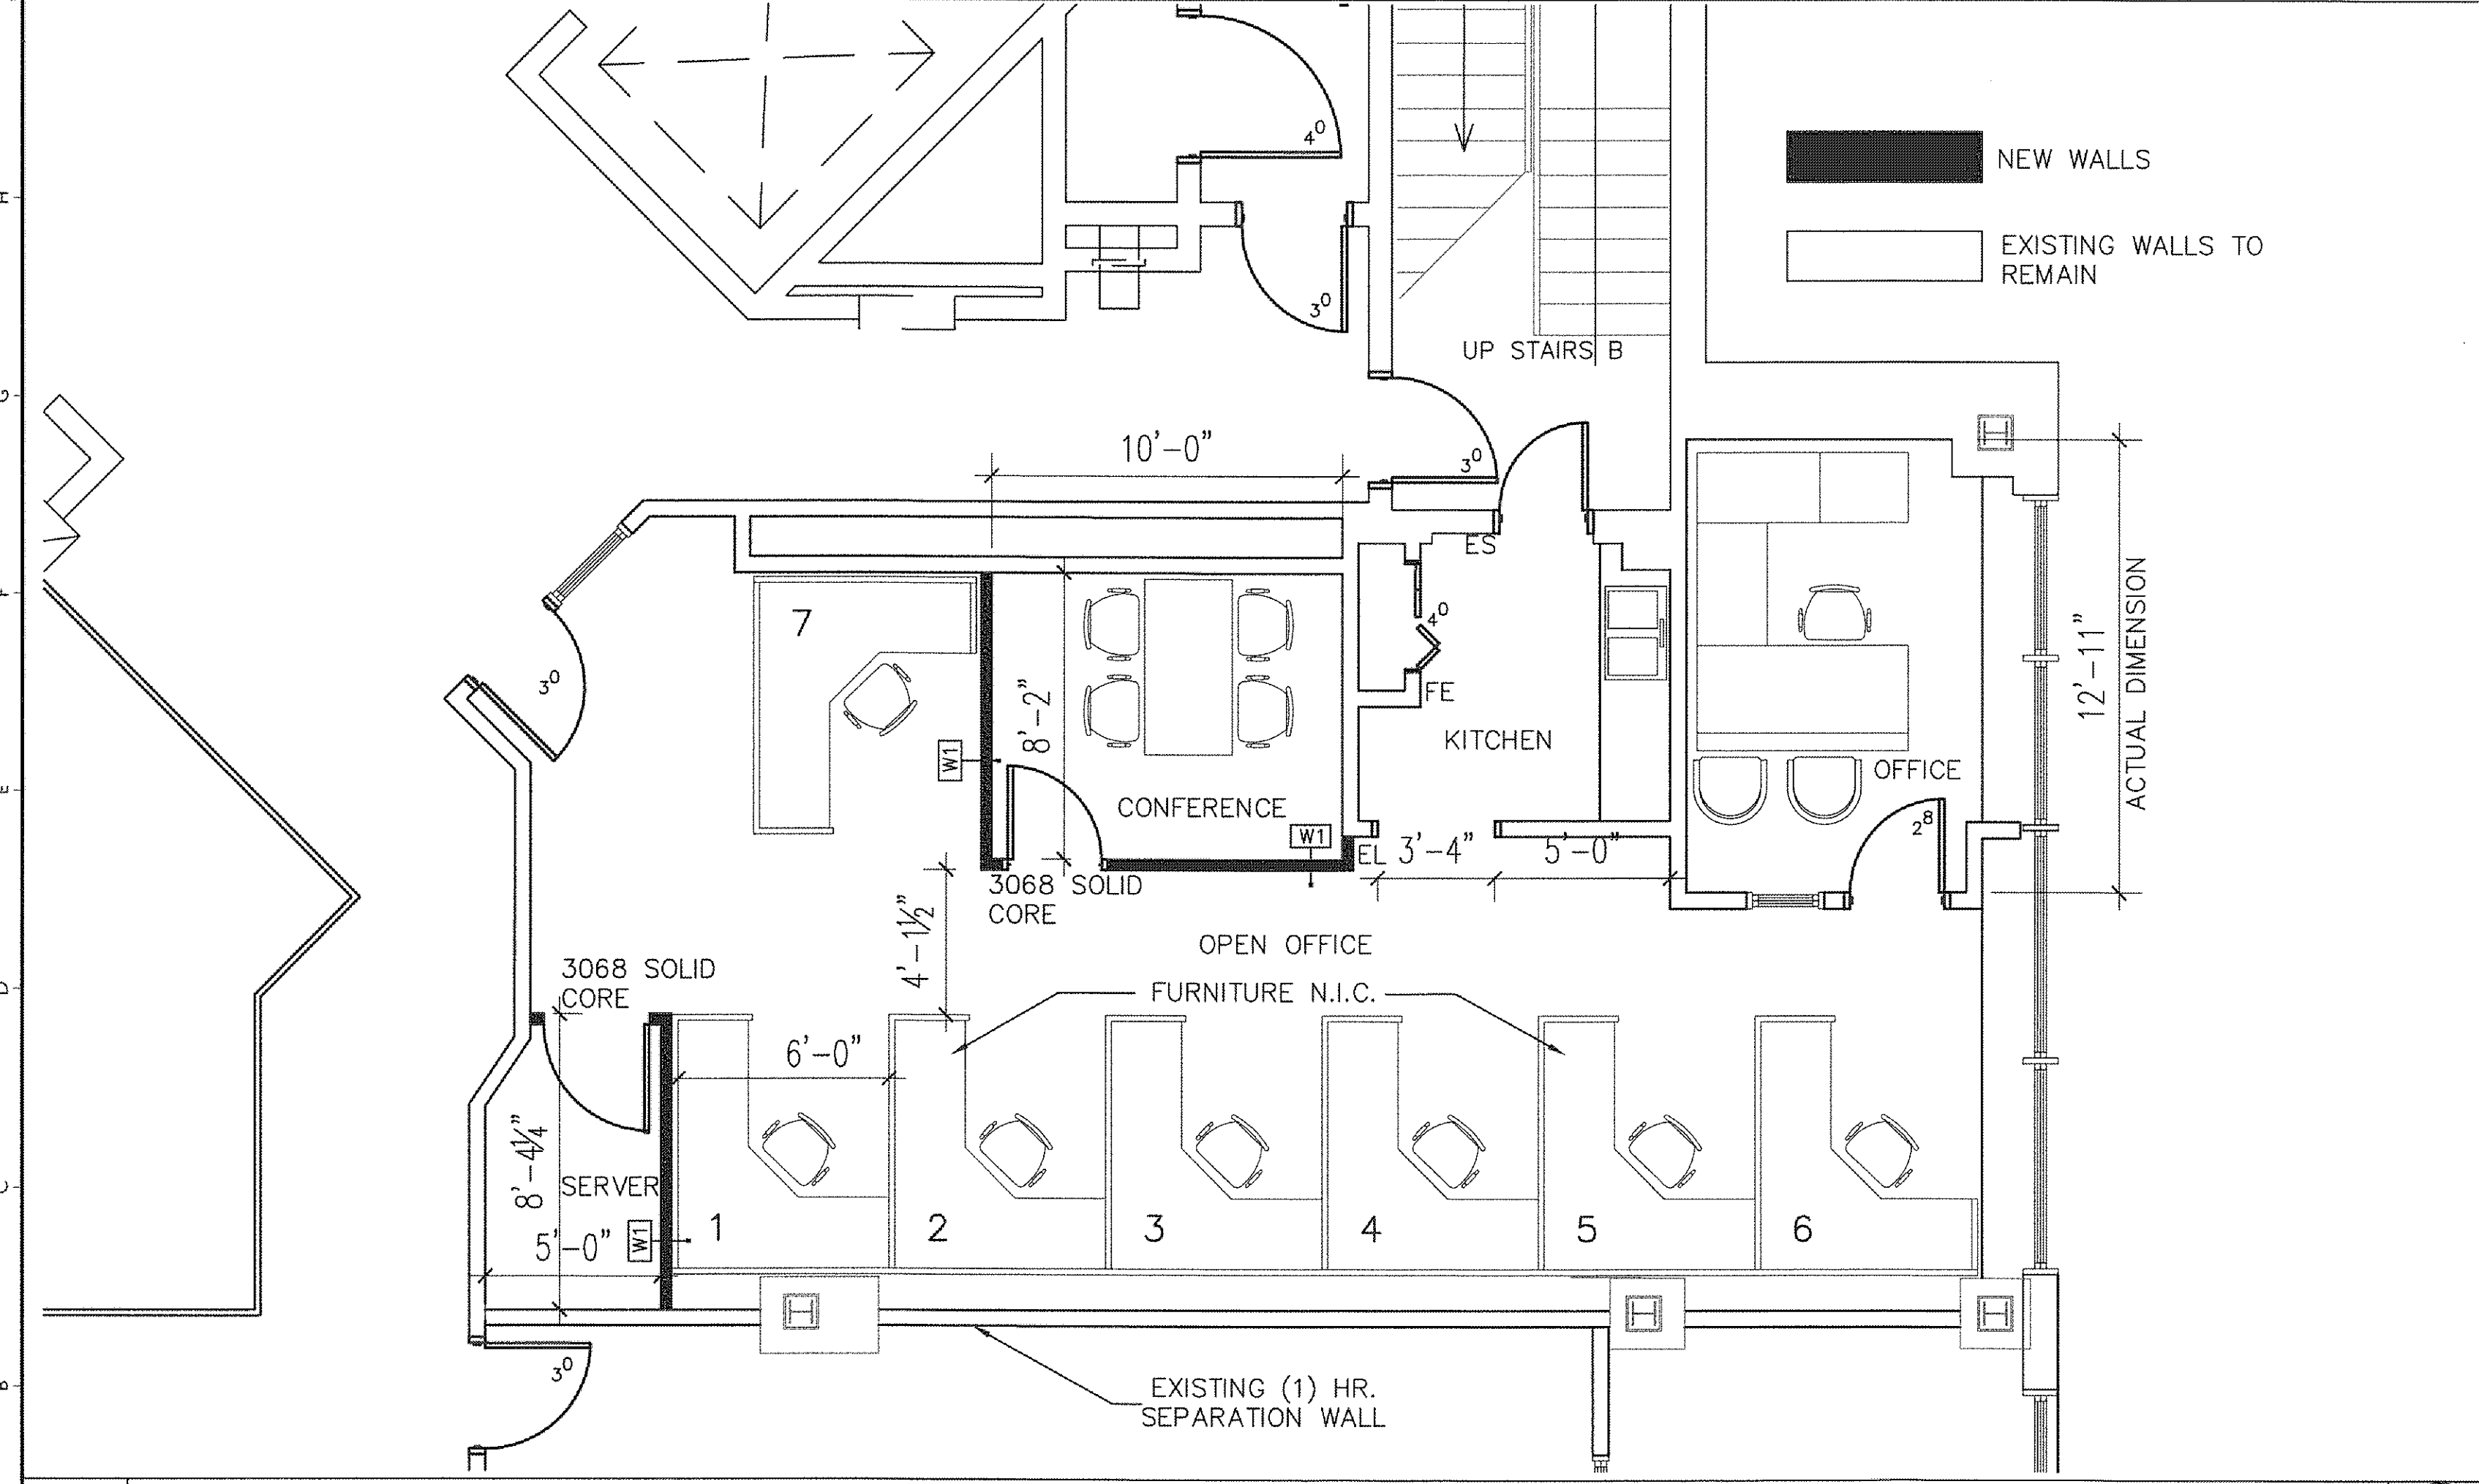 H
4⁰
NEW WALLS
EXISTING WALLS TO
REMAIN
3⁰
UP STAIRS B
G
10'-0"
3⁰
ES
F
7
4⁰
3⁰
8'-2"
FE
12'-11"
ACTUAL DIMENSION
KITCHEN
W1
OFFICE
E
CONFERENCE
W1
2⁸
EL
3'-4"
5'-0"
3068 SOLID
CORE
4'-1½"
OPEN OFFICE
3068 SOLID
CORE
FURNITURE N.I.C.
D
6'-0"
8'-4¼"
SERVER
C
W1
5'-0"
1
2
3
4
5
6
3⁰
EXISTING (1) HR.
SEPARATION WALL
B